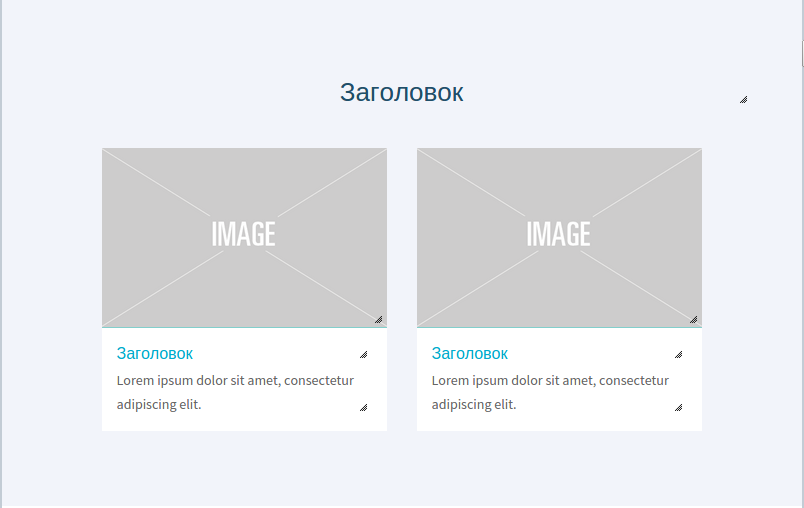 Заголовок
IMAGE
IMAGE
Заголовок
Lorem ipsum dolor sit amet, consectetur
adipiscing elit.
Заголовок
Lorem ipsum dolor sit amet, consectetur
adipiscing elit.